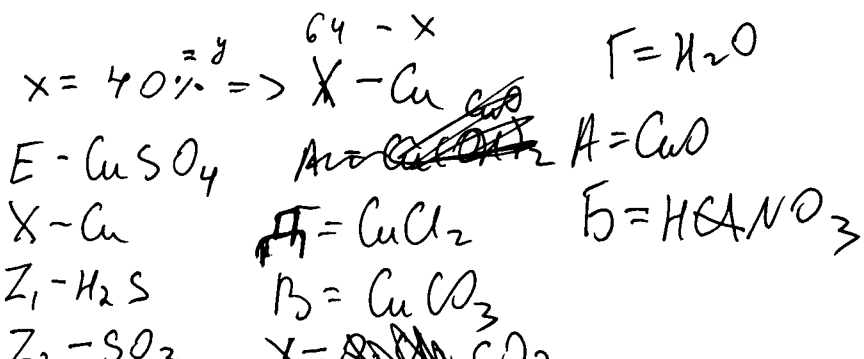 64 - x
x = 40% = y => X - Cu
Г = H₂O
E - CuSO₄
A = CuO
X - Cu
Д = CuCl₂
Б = HNO₃
Z₁ - H₂S
В = CuCO₃
Z₂ - SO₂
X - CO₂